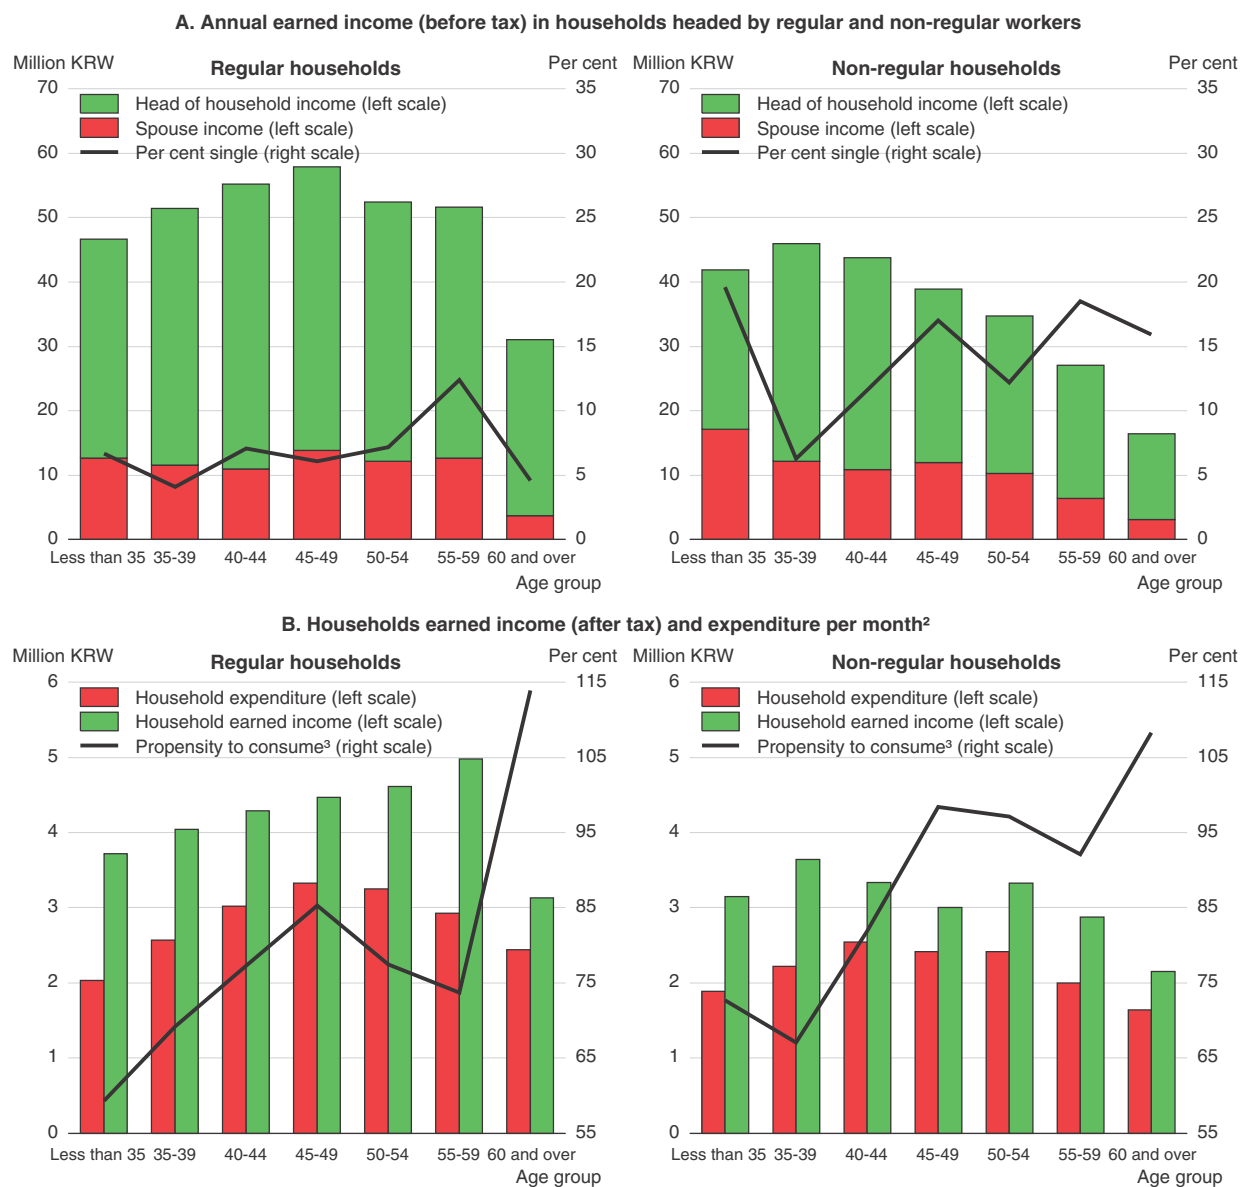 A. Annual earned income (before tax) in households headed by regular and non-regular workers
Million KRW
Regular households
Per cent
70
60
50
40
30
20
10
0
35
30
25
20
15
10
5
0
Head of household income (left scale)
Spouse income (left scale)
Per cent single (right scale)
Less than 35 35-39 40-44 45-49 50-54 55-59 60 and over
Age group
Million KRW
Non-regular households
Per cent
70
60
50
40
30
20
10
0
35
30
25
20
15
10
5
0
Head of household income (left scale)
Spouse income (left scale)
Per cent single (right scale)
Less than 35 35-39 40-44 45-49 50-54 55-59 60 and over
Age group
B. Households earned income (after tax) and expenditure per month²
Million KRW
Regular households
Per cent
6
5
4
3
2
1
0
115
105
95
85
75
65
55
Household expenditure (left scale)
Household earned income (left scale)
Propensity to consume³ (right scale)
Less than 35 35-39 40-44 45-49 50-54 55-59 60 and over
Age group
Million KRW
Non-regular households
Per cent
6
5
4
3
2
1
0
115
105
95
85
75
65
55
Household expenditure (left scale)
Household earned income (left scale)
Propensity to consume³ (right scale)
Less than 35 35-39 40-44 45-49 50-54 55-59 60 and over
Age group